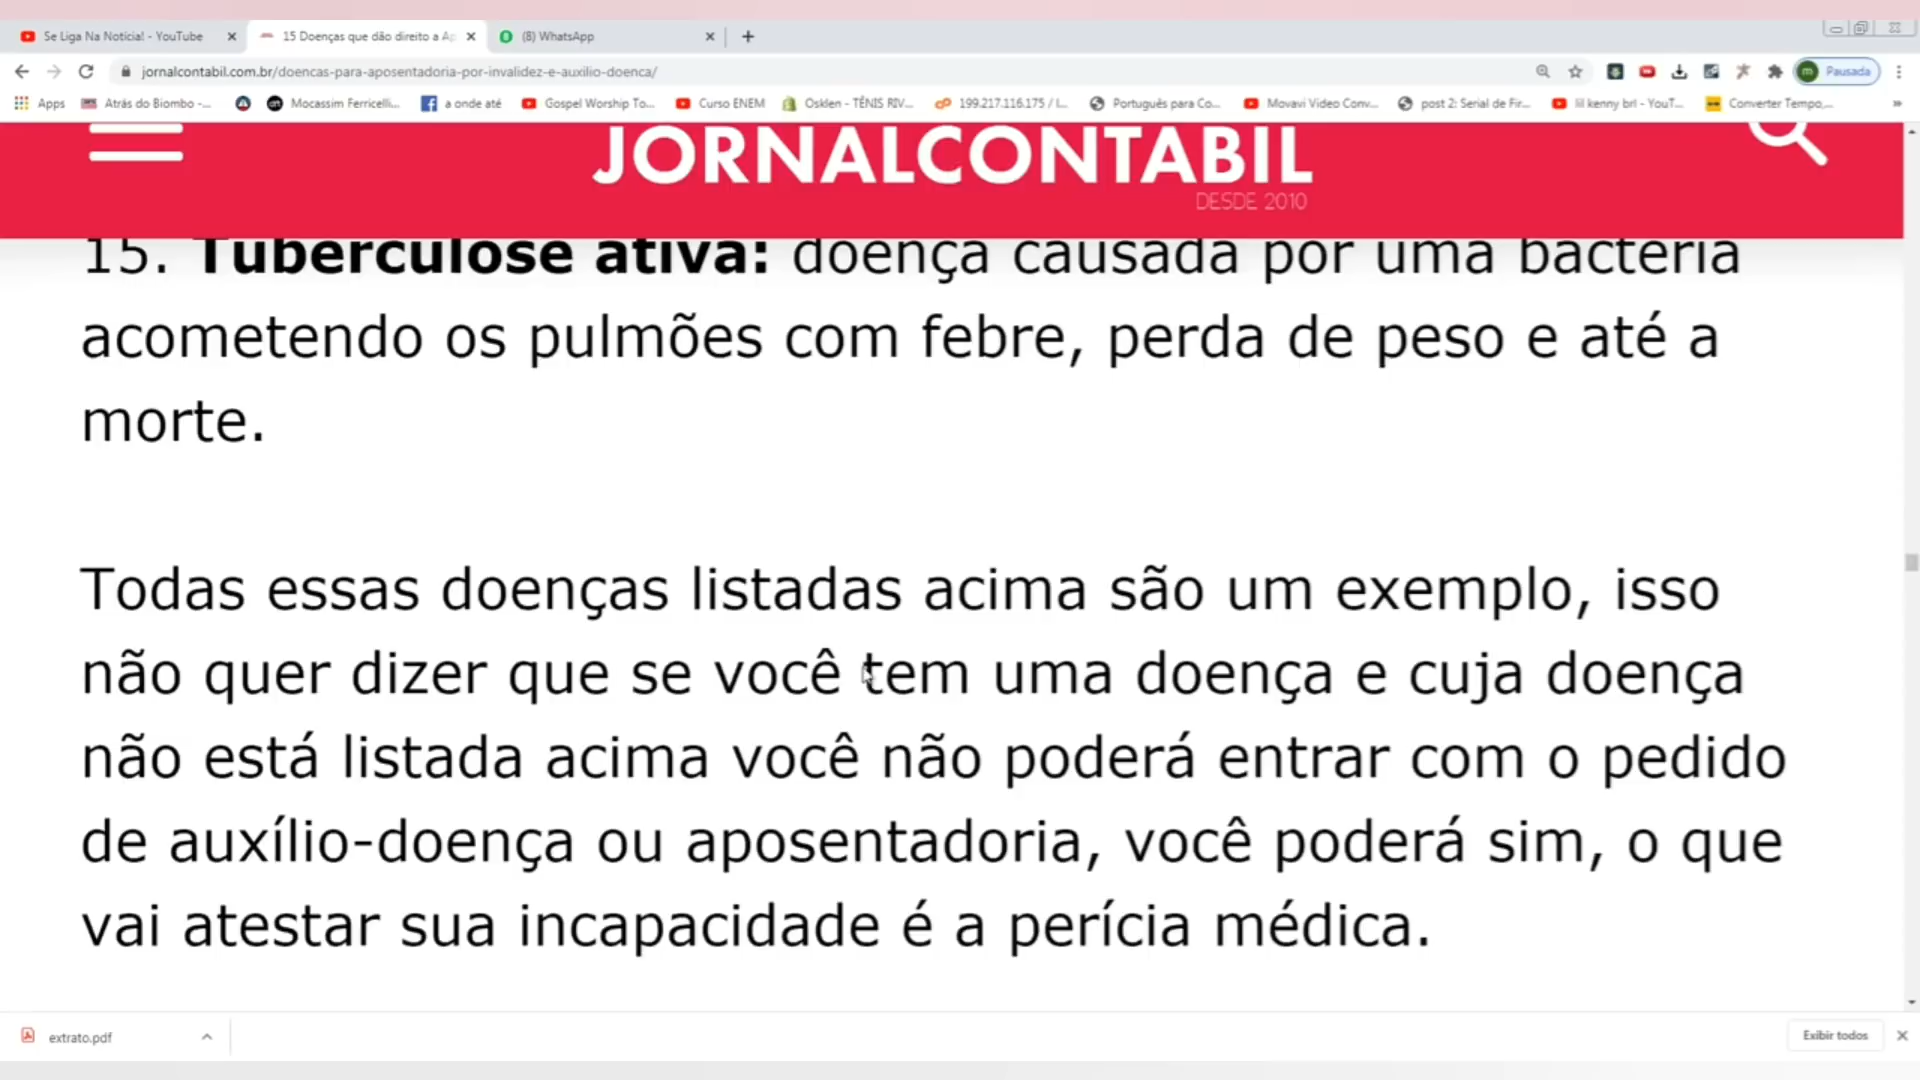 Se Liga Na Notícia! - YouTube
15 Doenças que dão direito a Ap
(8) WhatsApp
jornalcontabil.com.br/doencas-para-aposentadoria-por-invalidez-e-auxilio-doenca/
m Pausada
Apps Atrás do Biombo -... Mocassim Ferricelli... a onde até Gospel Worship To... Curso ENEM Osklen - TÊNIS RIV... 199.217.116.175 / I... Português para Co... Movavi Video Conv... post 2: Serial de Fir... kenny brl - YouT... Converter Tempo,...
JORNALCONTABIL
DESDE 2010
15. Tuberculose ativa: doença causada por uma bactéria
acometendo os pulmões com febre, perda de peso e até a
morte.
Todas essas doenças listadas acima são um exemplo, isso
não quer dizer que se você tem uma doença e cuja doença
não está listada acima você não poderá entrar com o pedido
de auxílio-doença ou aposentadoria, você poderá sim, o que
vai atestar sua incapacidade é a perícia médica.
extrato.pdf
Exibir todos